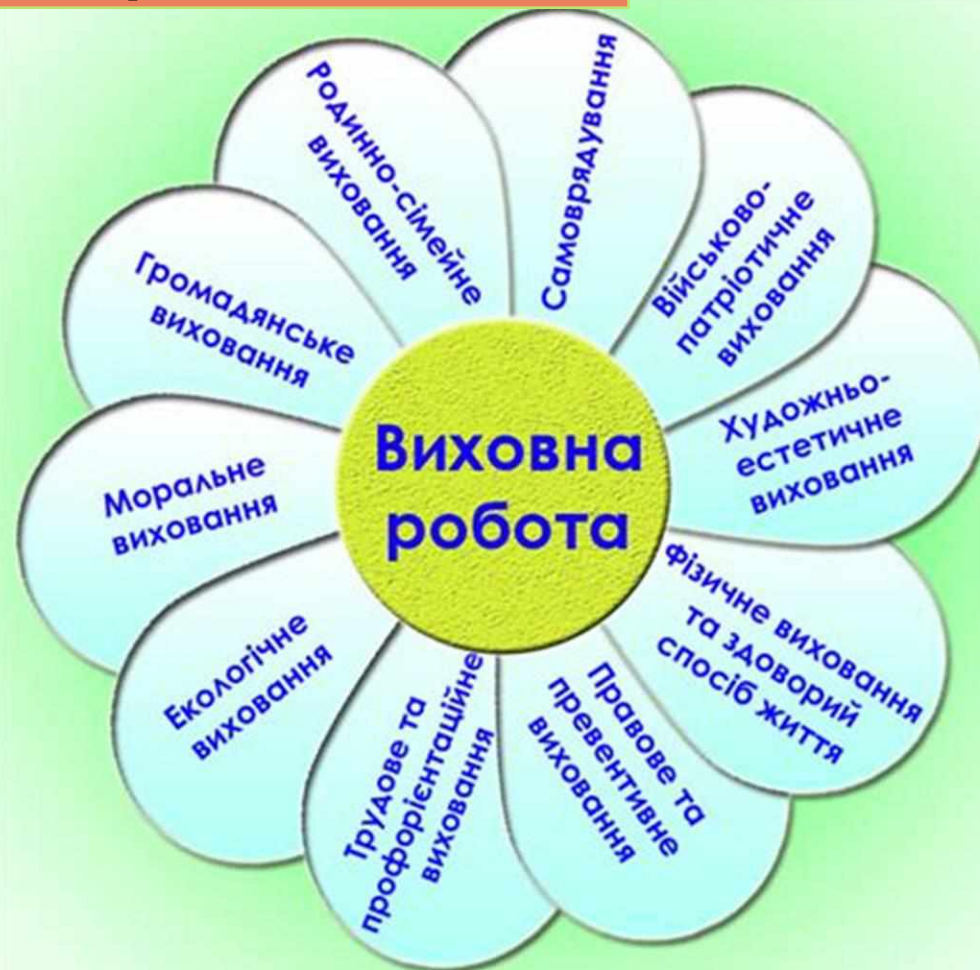 Виховна
робота
Самоврядування
Військово-
патріотичне
виховання
Художньо-
естетичне
виховання
Фізичне виховання
та здоворий
спосіб життя
Правове та
превентивне
виховання
Трудове та
профорієнтаційне
виховання
Екологічне
виховання
Моральне
виховання
Громадянське
виховання
Родинно-сімейне
виховання